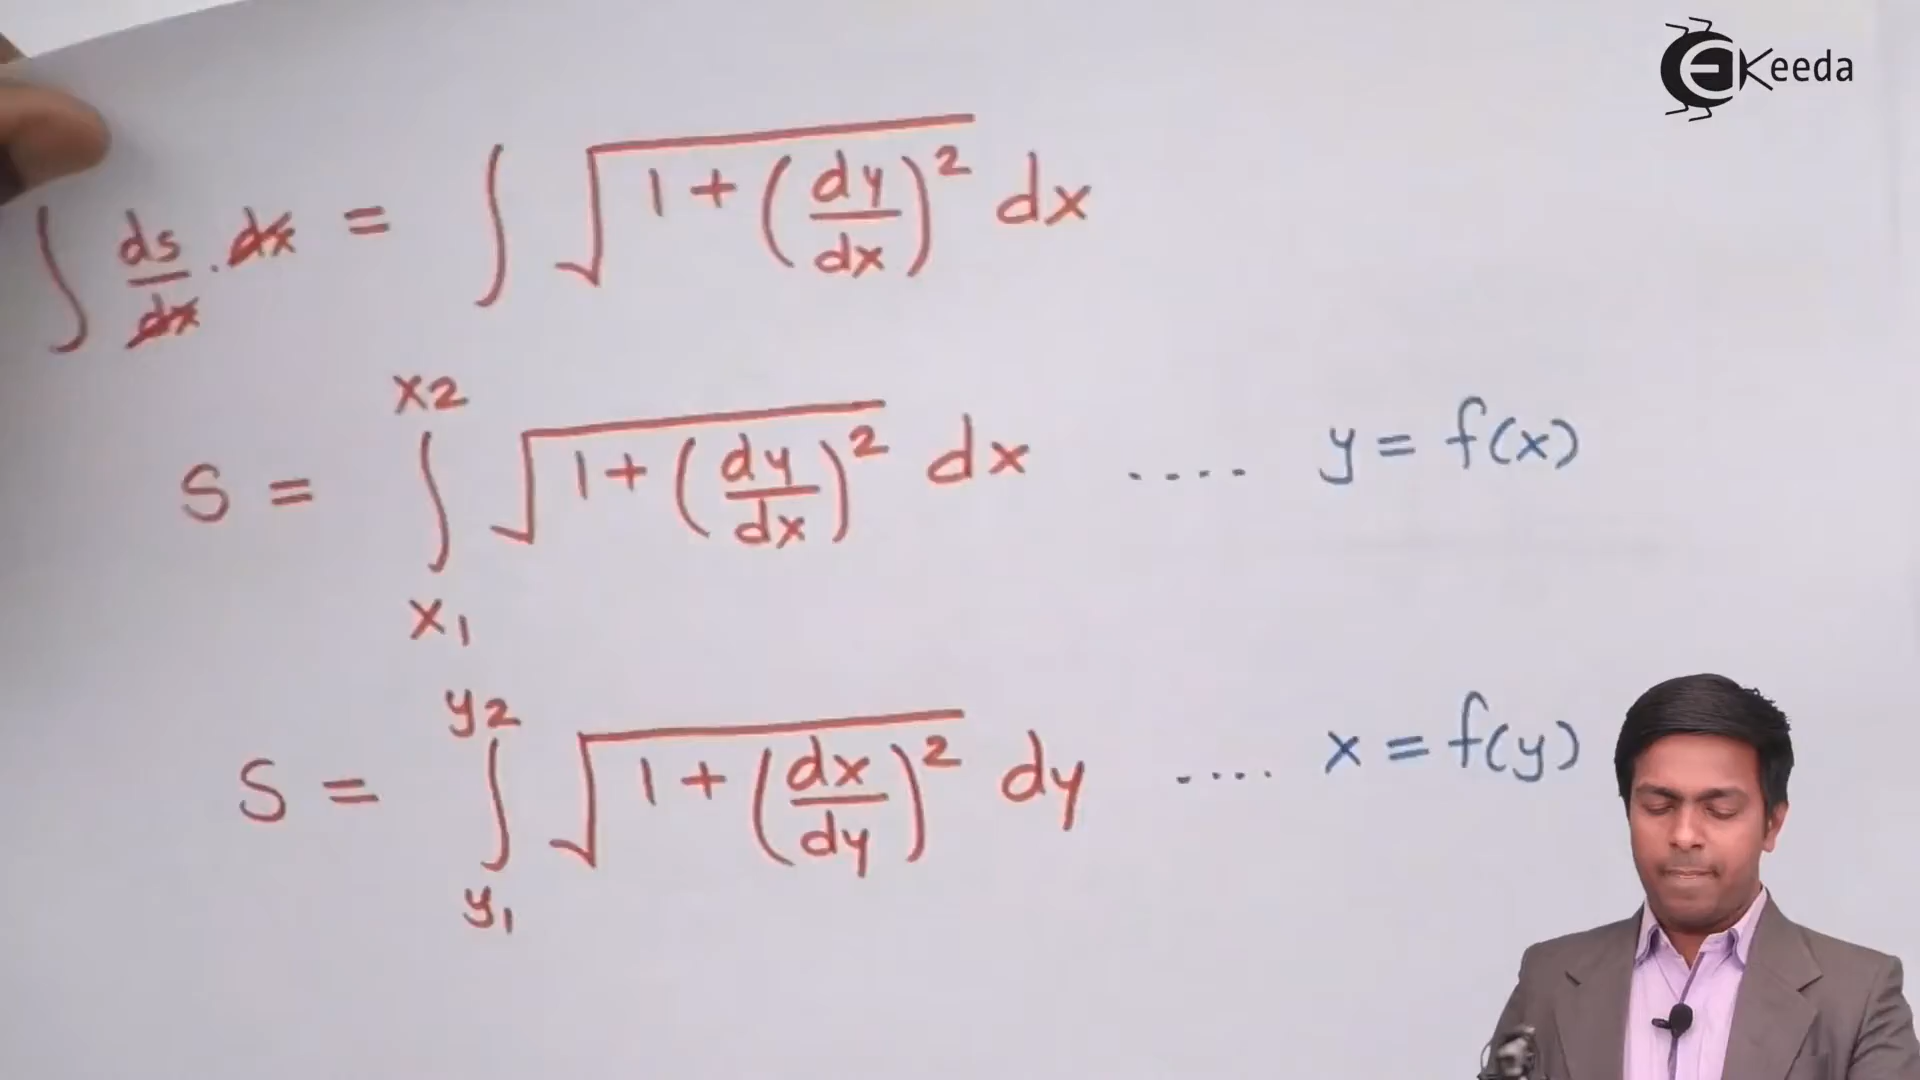 EKeeda
∫ ds/dx . dx = ∫ √(1 + (dy/dx)²) dx
S = ∫_{x1}^{x2} √(1 + (dy/dx)²) dx .... y = f(x)
S = ∫_{y1}^{y2} √(1 + (dx/dy)²) dy .... x = f(y)